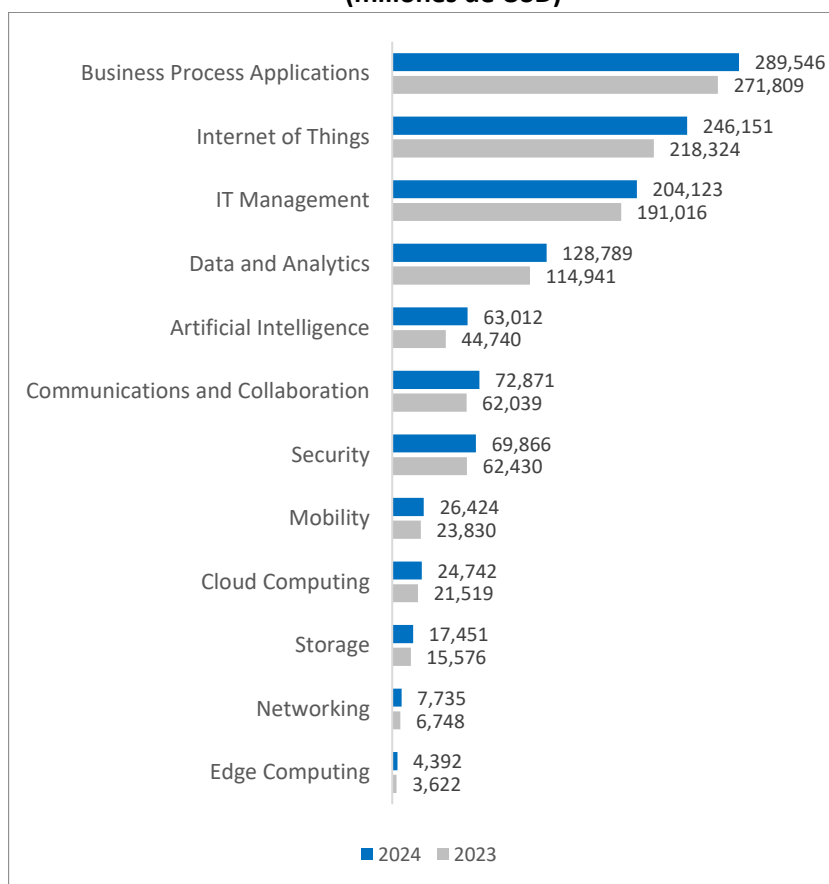 (millones de USD)
Business Process Applications
289,546
271,809
Internet of Things
246,151
218,324
IT Management
204,123
191,016
Data and Analytics
128,789
114,941
Artificial Intelligence
63,012
44,740
Communications and Collaboration
72,871
62,039
Security
69,866
62,430
Mobility
26,424
23,830
Cloud Computing
24,742
21,519
Storage
17,451
15,576
Networking
7,735
6,748
Edge Computing
4,392
3,622
2024 2023